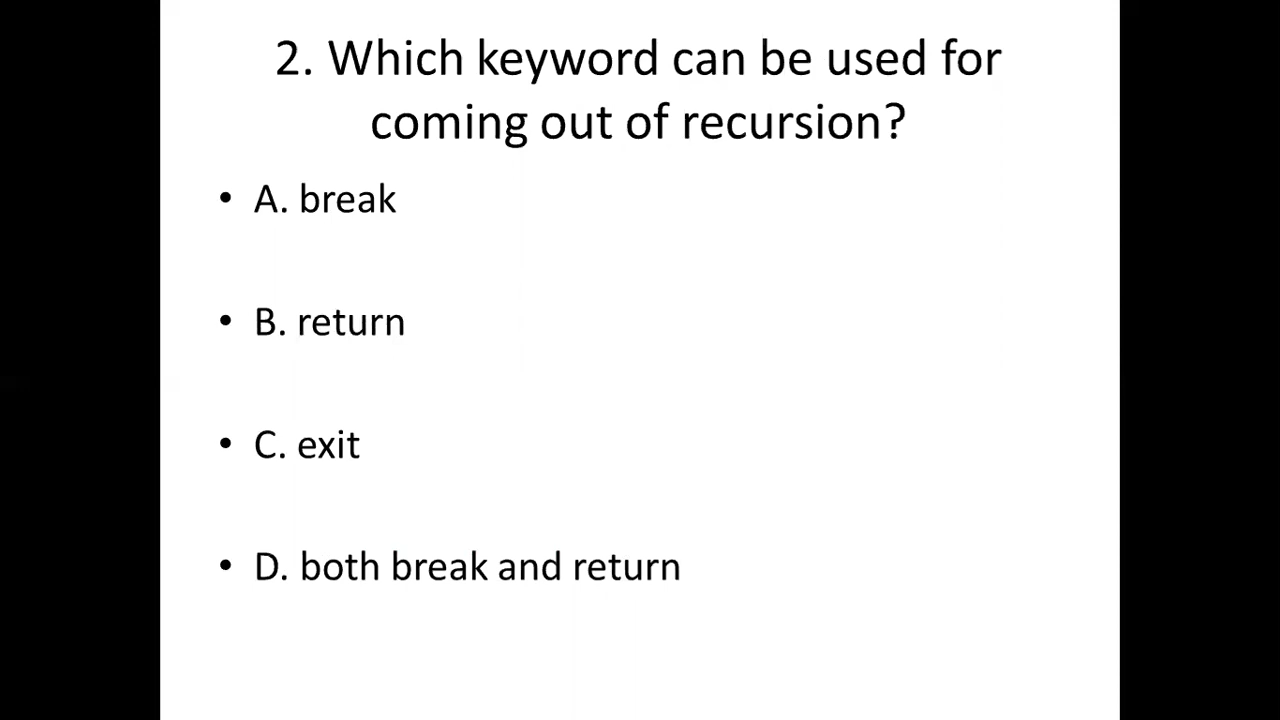 2. Which keyword can be used for
coming out of recursion?
• A. break
• B. return
• C. exit
• D. both break and return